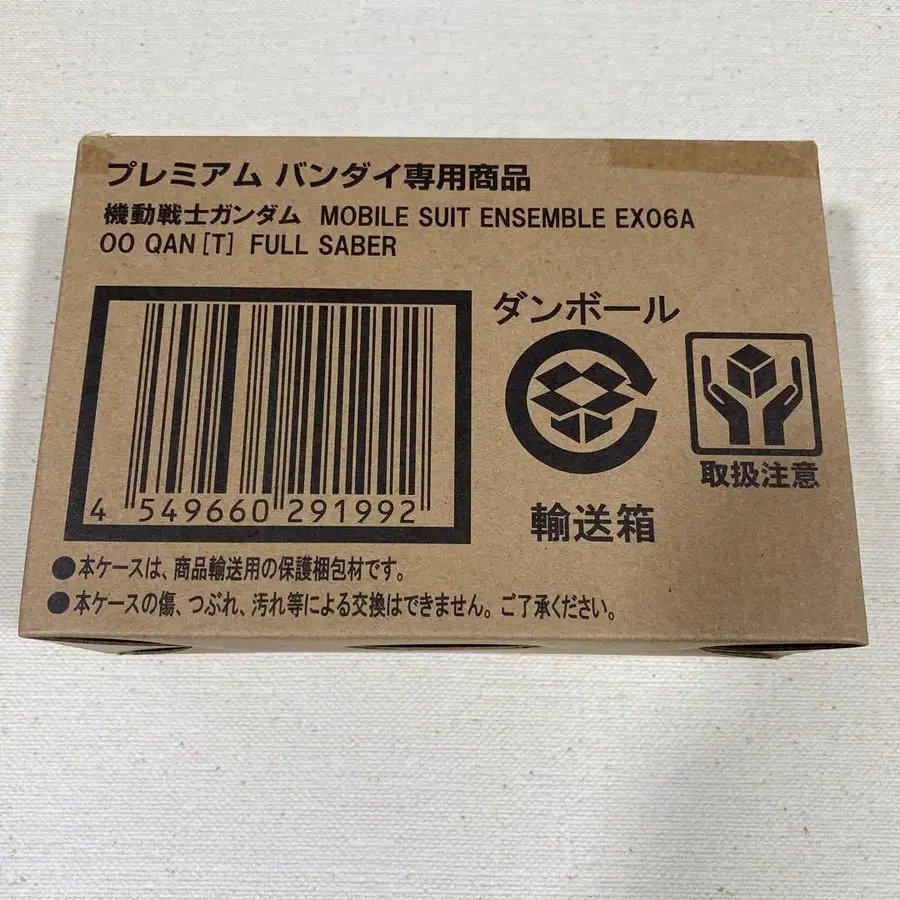 プレミアム バンダイ専用商品
機動戦士ガンダム MOBILE SUIT ENSEMBLE EX06A
OO QAN[T] FULL SABER
ダンボール
取扱注意
輸送箱
4 549660 291992
●本ケースは、商品輸送用の保護梱包材です。
●本ケースの傷、つぶれ、汚れ等による交換はできません。ご了承ください。